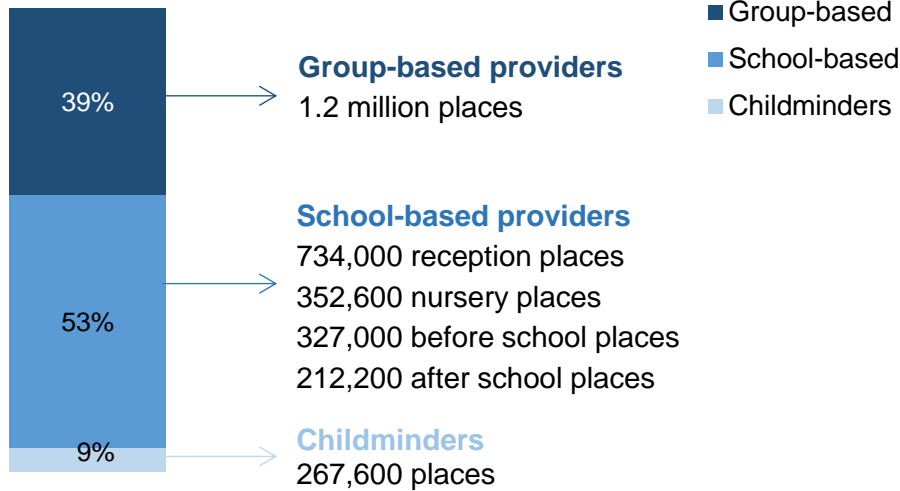 Group-based
School-based
Childminders
39%
Group-based providers
1.2 million places
53%
School-based providers
734,000 reception places
352,600 nursery places
327,000 before school places
212,200 after school places
9%
Childminders
267,600 places